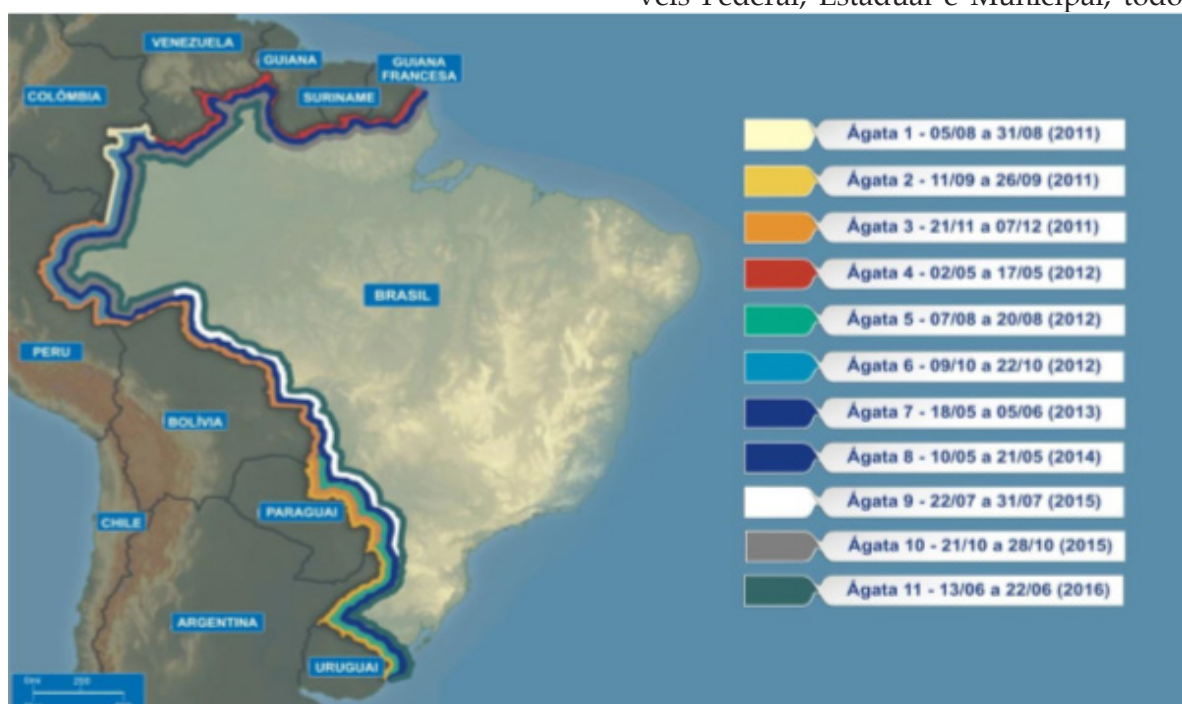 veis Federal, Estadual e Municipal, todo
VENEZUELA
GUIANA
GUIANA
FRANCESA
COLÔMBIA
SURINAME
BRASIL
PERU
BOLÍVIA
PARAGUAI
CHILE
ARGENTINA
URUGUAI
Ágata 1 - 05/08 a 31/08 (2011)
Ágata 2 - 11/09 a 26/09 (2011)
Ágata 3 - 21/11 a 07/12 (2011)
Ágata 4 - 02/05 a 17/05 (2012)
Ágata 5 - 07/08 a 20/08 (2012)
Ágata 6 - 09/10 a 22/10 (2012)
Ágata 7 - 18/05 a 05/06 (2013)
Ágata 8 - 10/05 a 21/05 (2014)
Ágata 9 - 22/07 a 31/07 (2015)
Ágata 10 - 21/10 a 28/10 (2015)
Ágata 11 - 13/06 a 22/06 (2016)